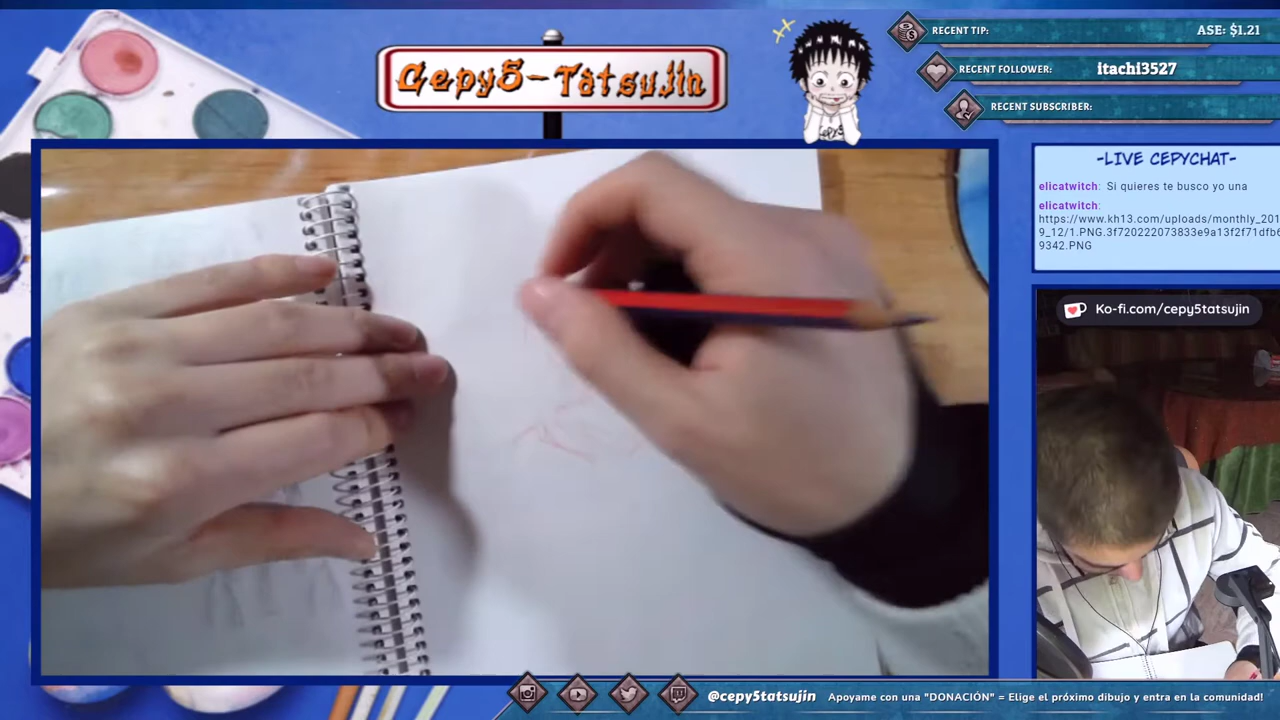 Cepy5-Tatsujin
RECENT TIP: ASE: $1.21
RECENT FOLLOWER: itachi3527
RECENT SUBSCRIBER:
-LIVE CEPYCHAT-
elicatwitch: Si quieres te busco yo una
elicatwitch:
https://www.kh13.com/uploads/monthly_201
9_12/1.PNG.3f720222073833e9a13f2f71dfb6
9342.PNG
Ko-fi.com/cepy5tatsujin
@cepy5tatsujin Apoyame con una "DONACIÓN" = Elige el próximo dibujo y entra en la comunidad!